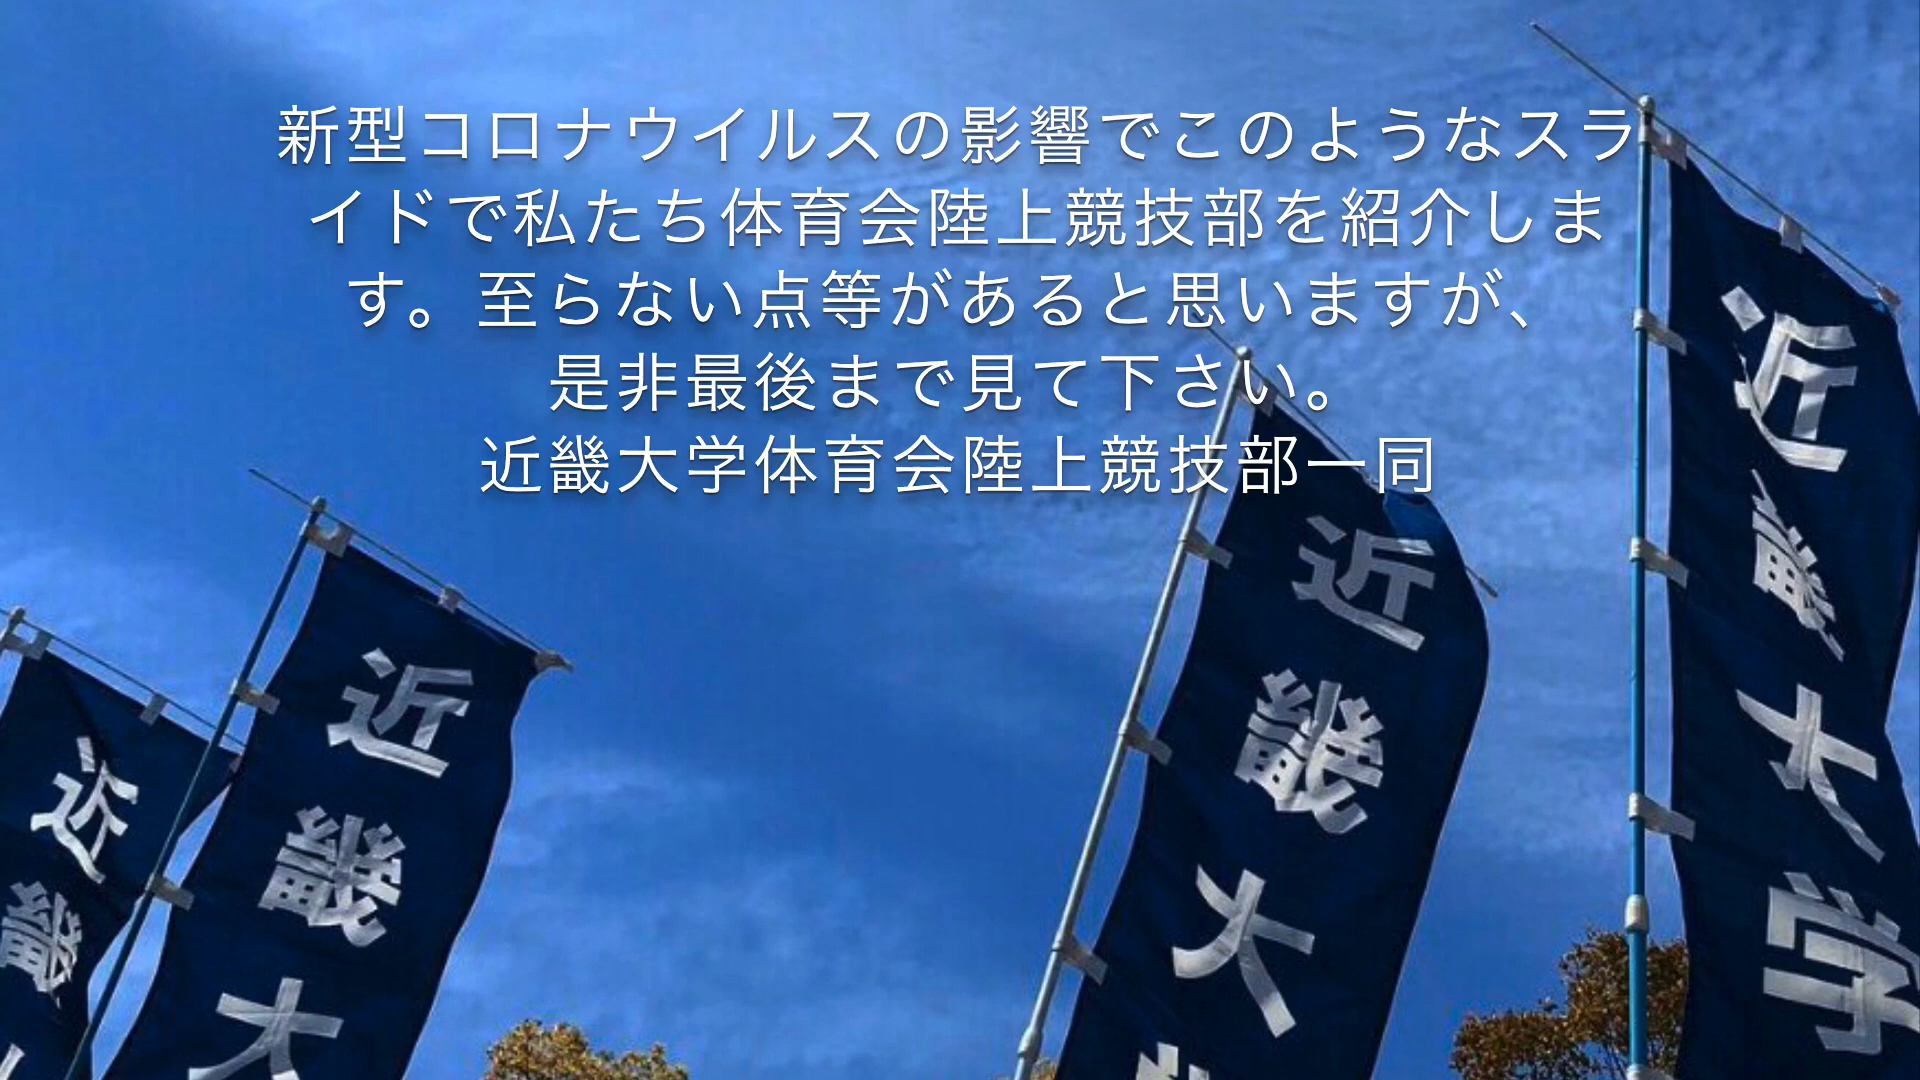 新型コロナウイルスの影響でこのようなスラ
イドで私たち体育会陸上競技部を紹介しま
す。至らない点等があると思いますが、
是非最後まで見て下さい。
近畿大学体育会陸上競技部一同
近畿
近畿大
近畿大
近畿大学